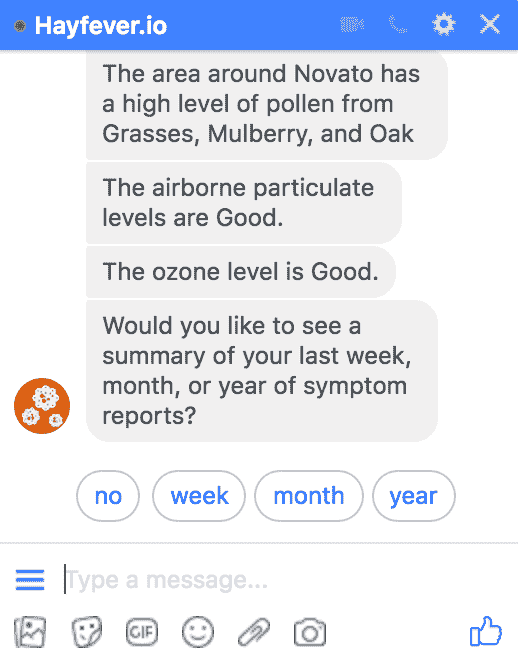 Hayfever.io
The area around Novato has
a high level of pollen from
Grasses, Mulberry, and Oak
The airborne particulate
levels are Good.
The ozone level is Good.
Would you like to see a
summary of your last week,
month, or year of symptom
reports?
no week month year
Type a message...
GIF